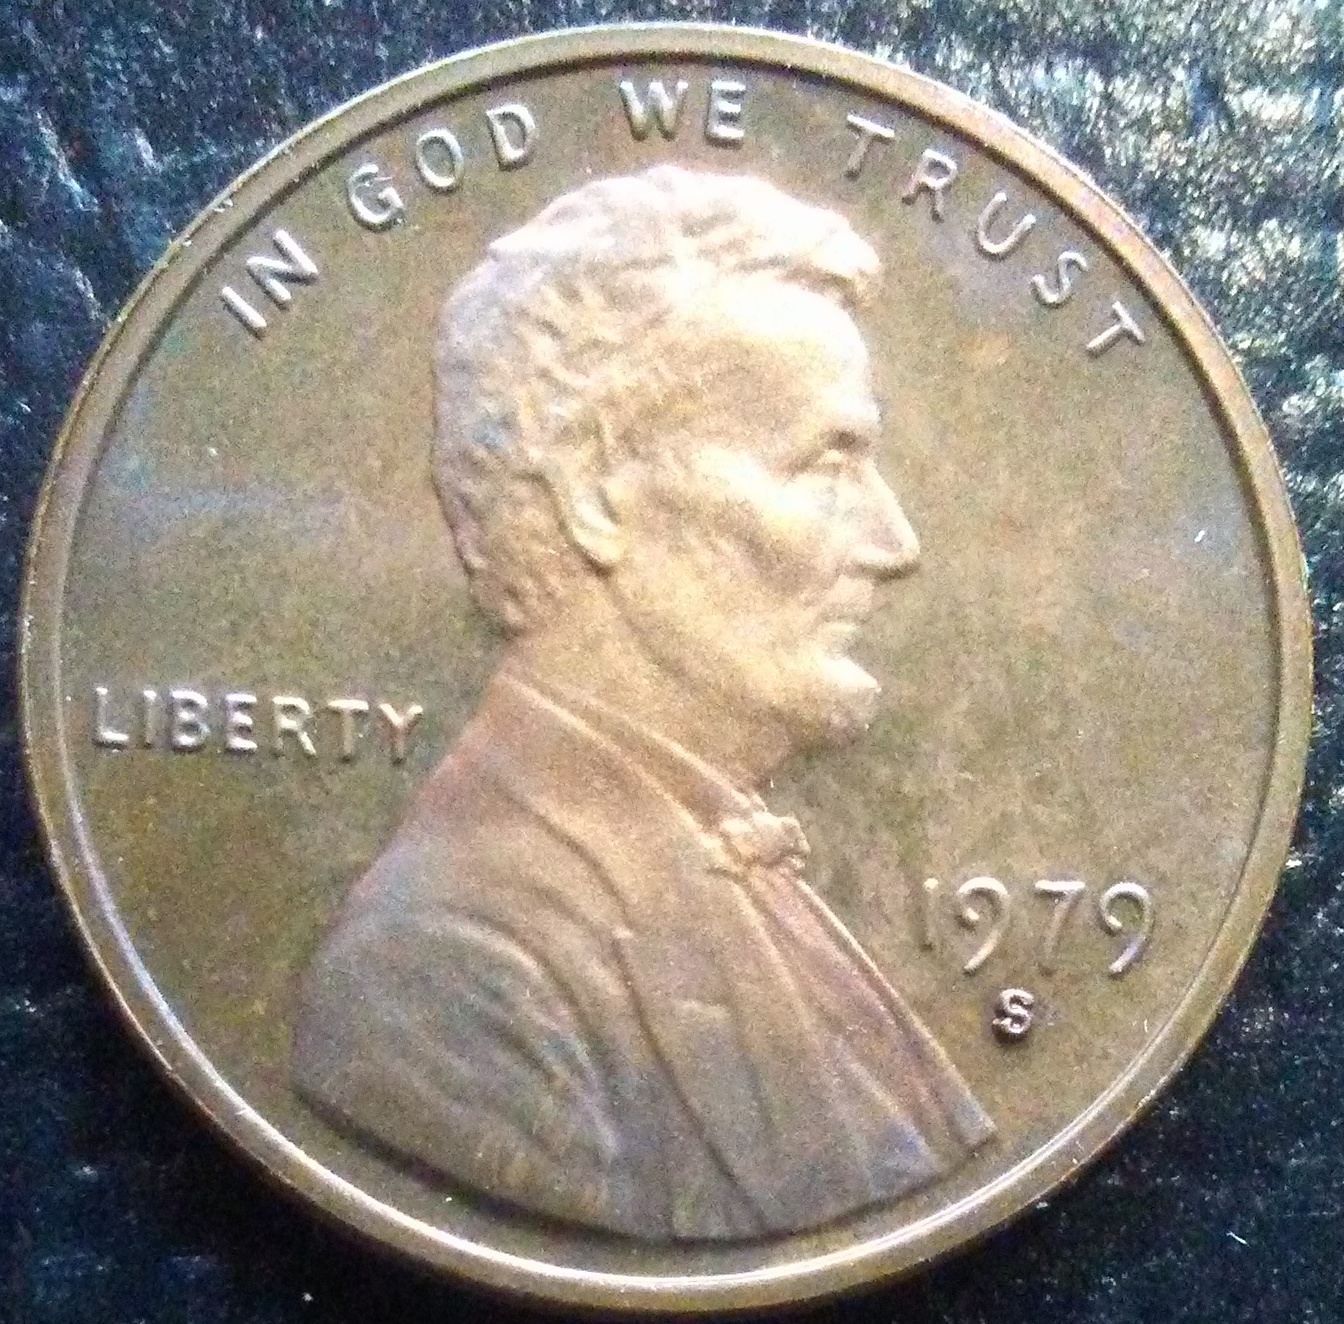 IN GOD WE TRUST
LIBERTY
1979
S